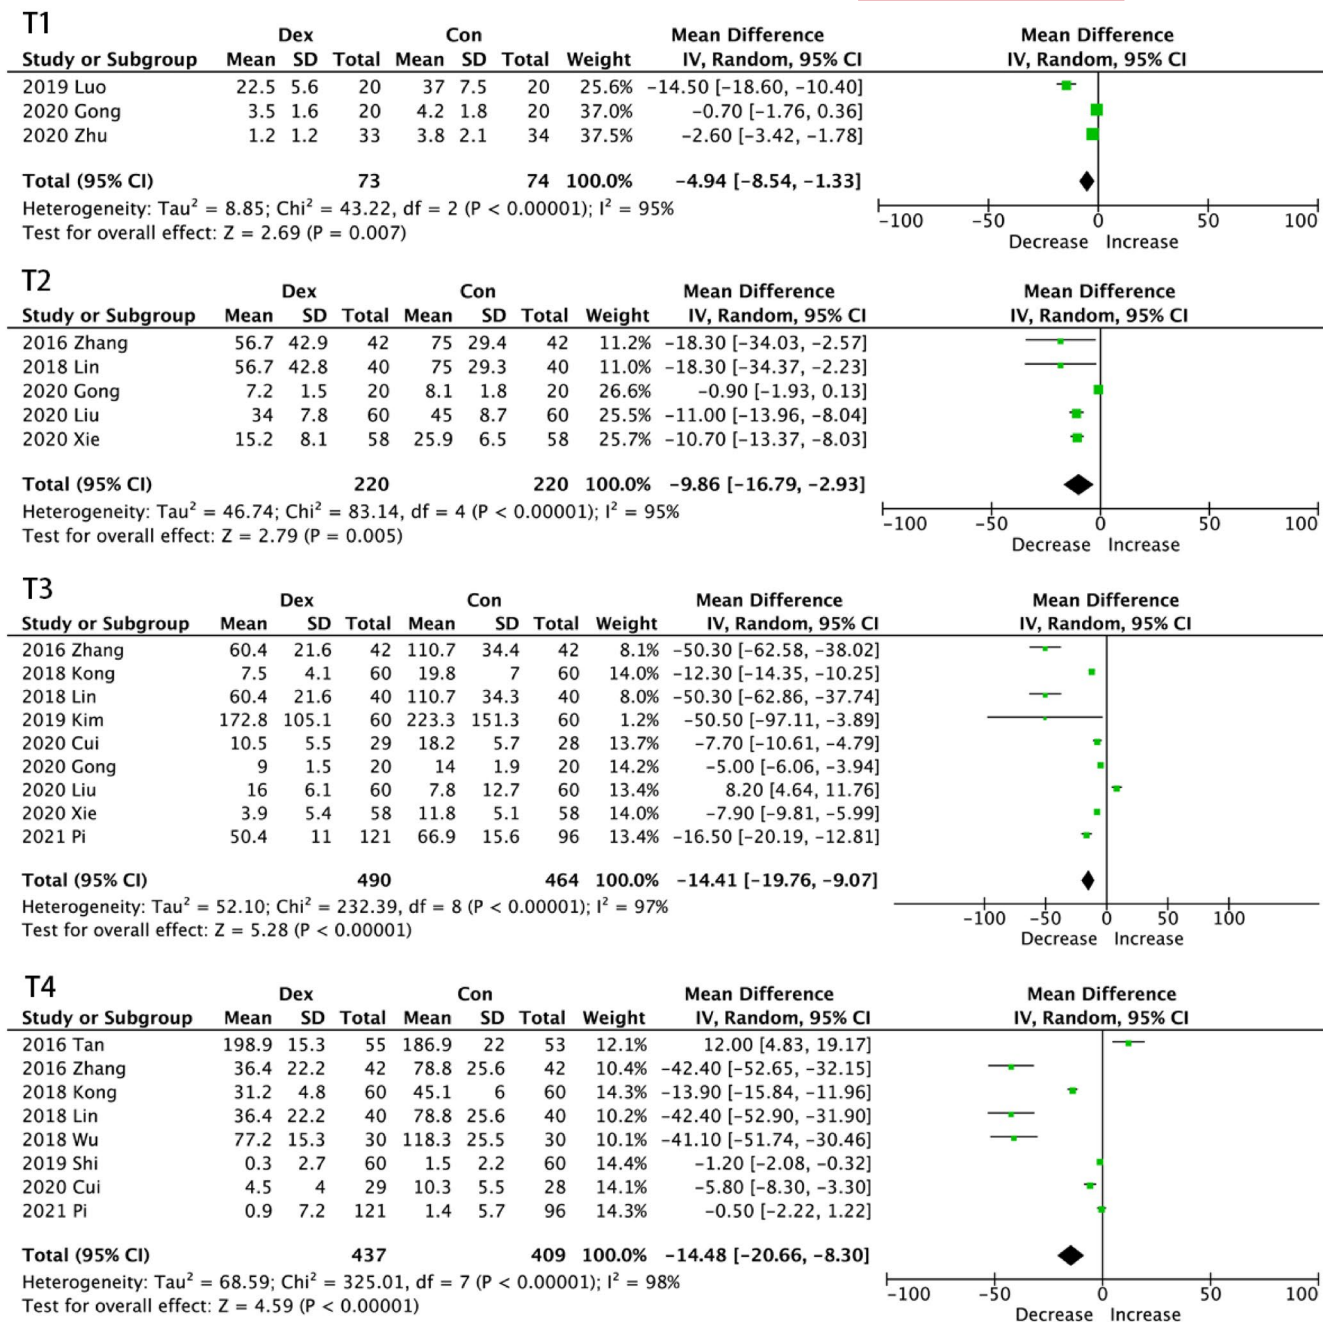 T1
Dex Con Mean Difference Mean Difference
Study or Subgroup Mean SD Total Mean SD Total Weight IV, Random, 95% CI IV, Random, 95% CI
2019 Luo 22.5 5.6 20 37 7.5 20 25.6% −14.50 [−18.60, −10.40]
2020 Gong 3.5 1.6 20 4.2 1.8 20 37.0% −0.70 [−1.76, 0.36]
2020 Zhu 1.2 1.2 33 3.8 2.1 34 37.5% −2.60 [−3.42, −1.78]
Total (95% CI) 73 74 100.0% −4.94 [−8.54, −1.33]
Heterogeneity: Tau² = 8.85; Chi² = 43.22, df = 2 (P < 0.00001); I² = 95%
Test for overall effect: Z = 2.69 (P = 0.007)
−100 −50 0 50 100
Decrease Increase
T2
Dex Con Mean Difference Mean Difference
Study or Subgroup Mean SD Total Mean SD Total Weight IV, Random, 95% CI IV, Random, 95% CI
2016 Zhang 56.7 42.9 42 75 29.4 42 11.2% −18.30 [−34.03, −2.57]
2018 Lin 56.7 42.8 40 75 29.3 40 11.0% −18.30 [−34.37, −2.23]
2020 Gong 7.2 1.5 20 8.1 1.8 20 26.6% −0.90 [−1.93, 0.13]
2020 Liu 34 7.8 60 45 8.7 60 25.5% −11.00 [−13.96, −8.04]
2020 Xie 15.2 8.1 58 25.9 6.5 58 25.7% −10.70 [−13.37, −8.03]
Total (95% CI) 220 220 100.0% −9.86 [−16.79, −2.93]
Heterogeneity: Tau² = 46.74; Chi² = 83.14, df = 4 (P < 0.00001); I² = 95%
Test for overall effect: Z = 2.79 (P = 0.005)
−100 −50 0 50 100
Decrease Increase
T3
Dex Con Mean Difference Mean Difference
Study or Subgroup Mean SD Total Mean SD Total Weight IV, Random, 95% CI IV, Random, 95% CI
2016 Zhang 60.4 21.6 42 110.7 34.4 42 8.1% −50.30 [−62.58, −38.02]
2018 Kong 7.5 4.1 60 19.8 7 60 14.0% −12.30 [−14.35, −10.25]
2018 Lin 60.4 21.6 40 110.7 34.3 40 8.0% −50.30 [−62.86, −37.74]
2019 Kim 172.8 105.1 60 223.3 151.3 60 1.2% −50.50 [−97.11, −3.89]
2020 Cui 10.5 5.5 29 18.2 5.7 28 13.7% −7.70 [−10.61, −4.79]
2020 Gong 9 1.5 20 14 1.9 20 14.2% −5.00 [−6.06, −3.94]
2020 Liu 16 6.1 60 7.8 12.7 60 13.4% 8.20 [4.64, 11.76]
2020 Xie 3.9 5.4 58 11.8 5.1 58 14.0% −7.90 [−9.81, −5.99]
2021 Pi 50.4 11 121 66.9 15.6 96 13.4% −16.50 [−20.19, −12.81]
Total (95% CI) 490 464 100.0% −14.41 [−19.76, −9.07]
Heterogeneity: Tau² = 52.10; Chi² = 232.39, df = 8 (P < 0.00001); I² = 97%
Test for overall effect: Z = 5.28 (P < 0.00001)
−100 −50 0 50 100
Decrease Increase
T4
Dex Con Mean Difference Mean Difference
Study or Subgroup Mean SD Total Mean SD Total Weight IV, Random, 95% CI IV, Random, 95% CI
2016 Tan 198.9 15.3 55 186.9 22 53 12.1% 12.00 [4.83, 19.17]
2016 Zhang 36.4 22.2 42 78.8 25.6 42 10.4% −42.40 [−52.65, −32.15]
2018 Kong 31.2 4.8 60 45.1 6 60 14.3% −13.90 [−15.84, −11.96]
2018 Lin 36.4 22.2 40 78.8 25.6 40 10.2% −42.40 [−52.90, −31.90]
2018 Wu 77.2 15.3 30 118.3 25.5 30 10.1% −41.10 [−51.74, −30.46]
2019 Shi 0.3 2.7 60 1.5 2.2 60 14.4% −1.20 [−2.08, −0.32]
2020 Cui 4.5 4 29 10.3 5.5 28 14.1% −5.80 [−8.30, −3.30]
2021 Pi 0.9 7.2 121 1.4 5.7 96 14.3% −0.50 [−2.22, 1.22]
Total (95% CI) 437 409 100.0% −14.48 [−20.66, −8.30]
Heterogeneity: Tau² = 68.59; Chi² = 325.01, df = 7 (P < 0.00001); I² = 98%
Test for overall effect: Z = 4.59 (P < 0.00001)
−100 −50 0 50 100
Decrease Increase